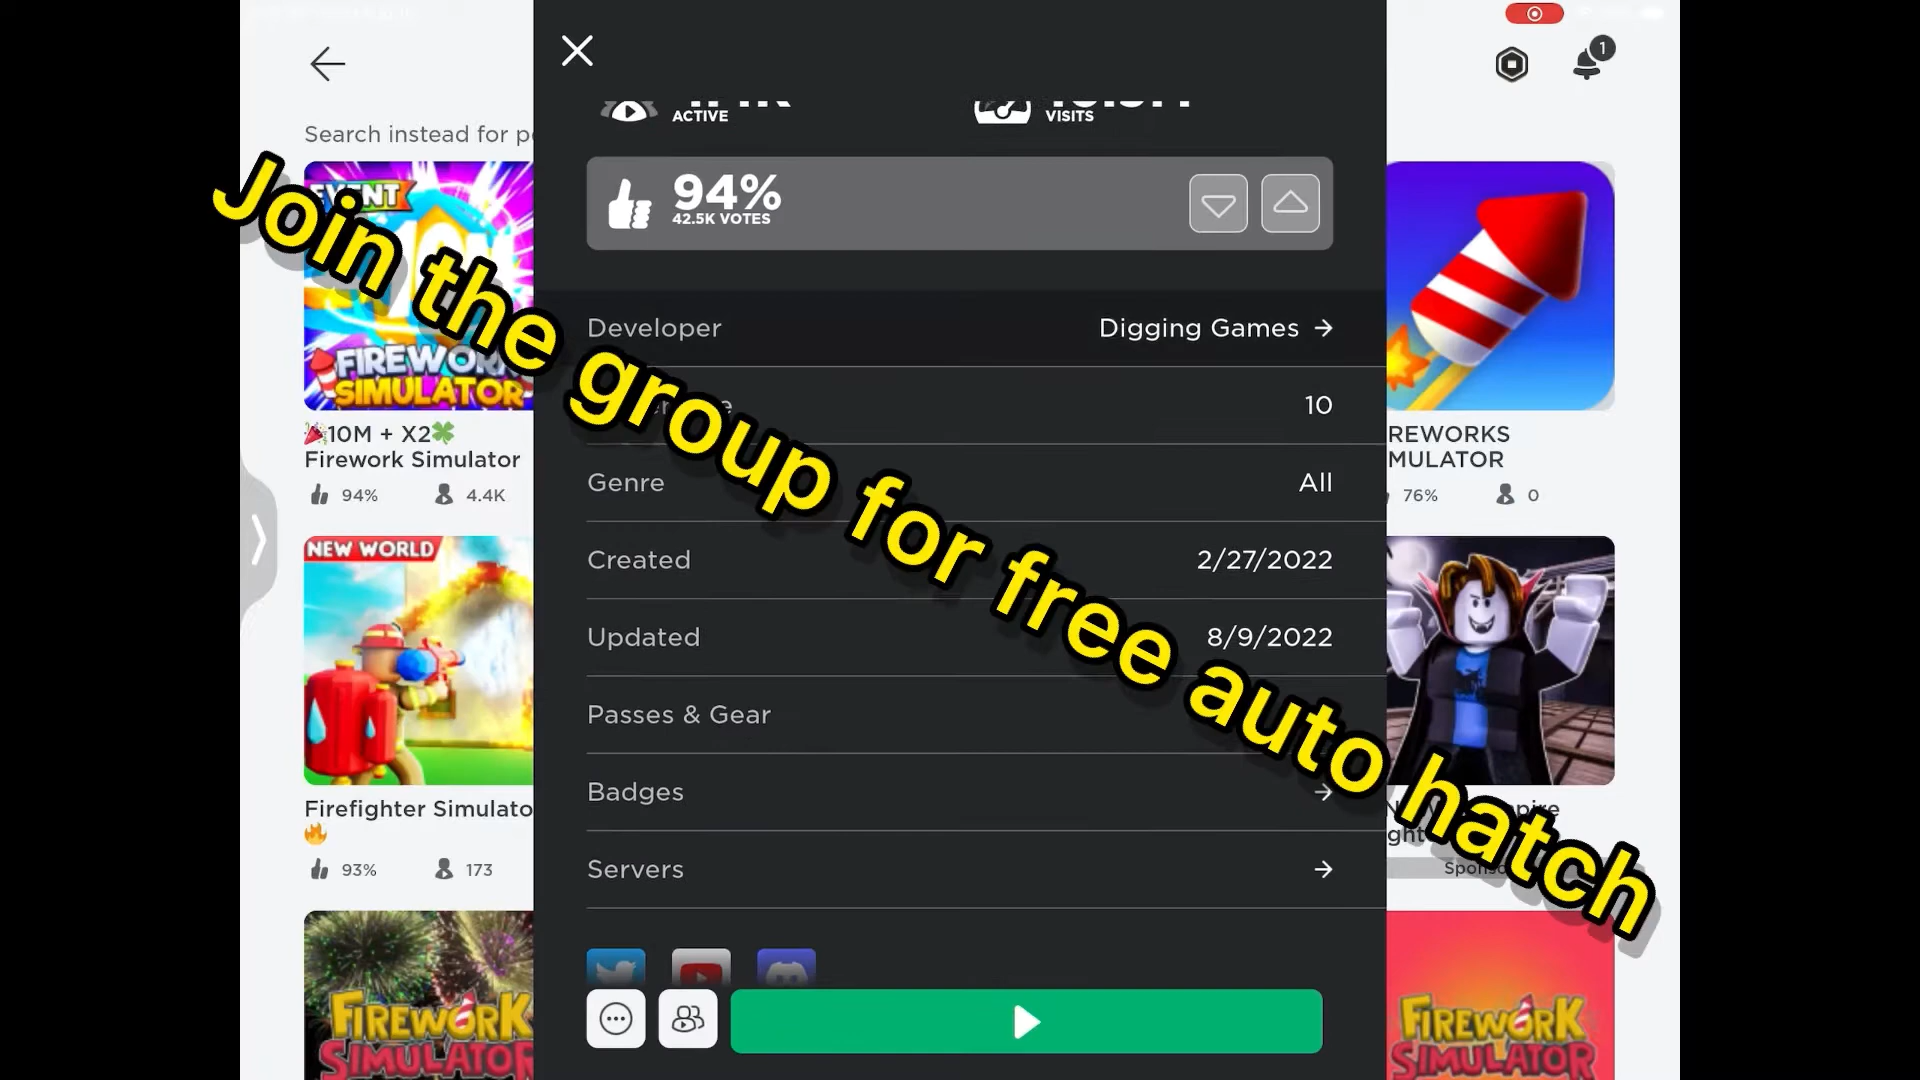 1
ACTIVE
VISITS
Search instead for
94%
42.5K VOTES
Join the group for free auto hatch
EVENT
FIREWORK
SIMULATOR
🎉10M + X2🍀
Firework Simulator
94%
4.4K
Developer
Digging Games
10
Genre
All
Created
2/27/2022
Updated
8/9/2022
Passes & Gear
Badges
Servers
REWORKS
MULATOR
76%
0
NEW WORLD
Firefighter Simulato
🔥
93%
173
FIREWORK
SIMULATOR
FIREWORK
SIMULATOR